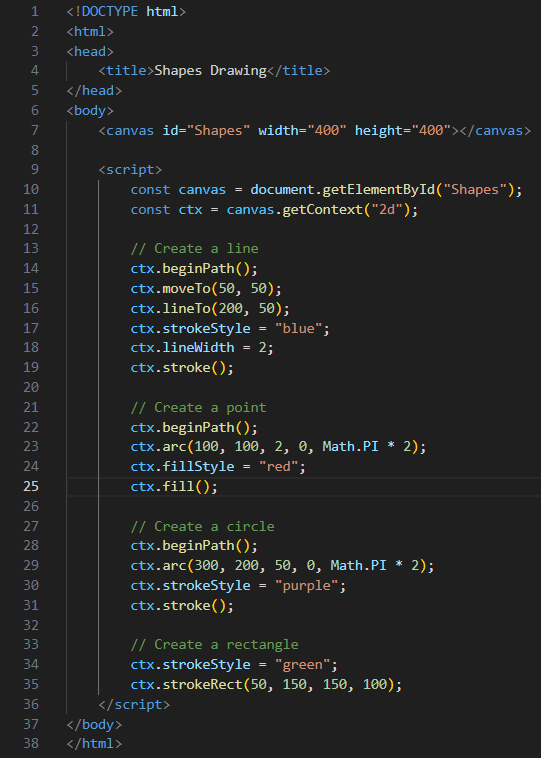 1 <!DOCTYPE html>
2 <html>
3 <head>
4     <title>Shapes Drawing</title>
5 </head>
6 <body>
7     <canvas id="Shapes" width="400" height="400"></canvas>
8
9     <script>
10         const canvas = document.getElementById("Shapes");
11         const ctx = canvas.getContext("2d");
12
13         // Create a line
14         ctx.beginPath();
15         ctx.moveTo(50, 50);
16         ctx.lineTo(200, 50);
17         ctx.strokeStyle = "blue";
18         ctx.lineWidth = 2;
19         ctx.stroke();
20
21         // Create a point
22         ctx.beginPath();
23         ctx.arc(100, 100, 2, 0, Math.PI * 2);
24         ctx.fillStyle = "red";
25         ctx.fill();
26
27         // Create a circle
28         ctx.beginPath();
29         ctx.arc(300, 200, 50, 0, Math.PI * 2);
30         ctx.strokeStyle = "purple";
31         ctx.stroke();
32
33         // Create a rectangle
34         ctx.strokeStyle = "green";
35         ctx.strokeRect(50, 150, 150, 100);
36     </script>
37 </body>
38 </html>